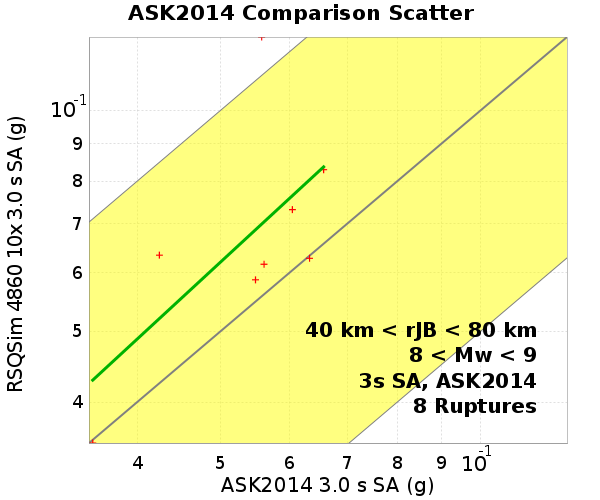 ASK2014 Comparison Scatter
RSQSim 4860 10x 3.0 s SA (g)
10-1
9
8
7
6
5
4
40 km < rJB < 80 km
8 < Mw < 9
3s SA, ASK2014
8 Ruptures
4 5 6 7 8 9 10-1
ASK2014 3.0 s SA (g)